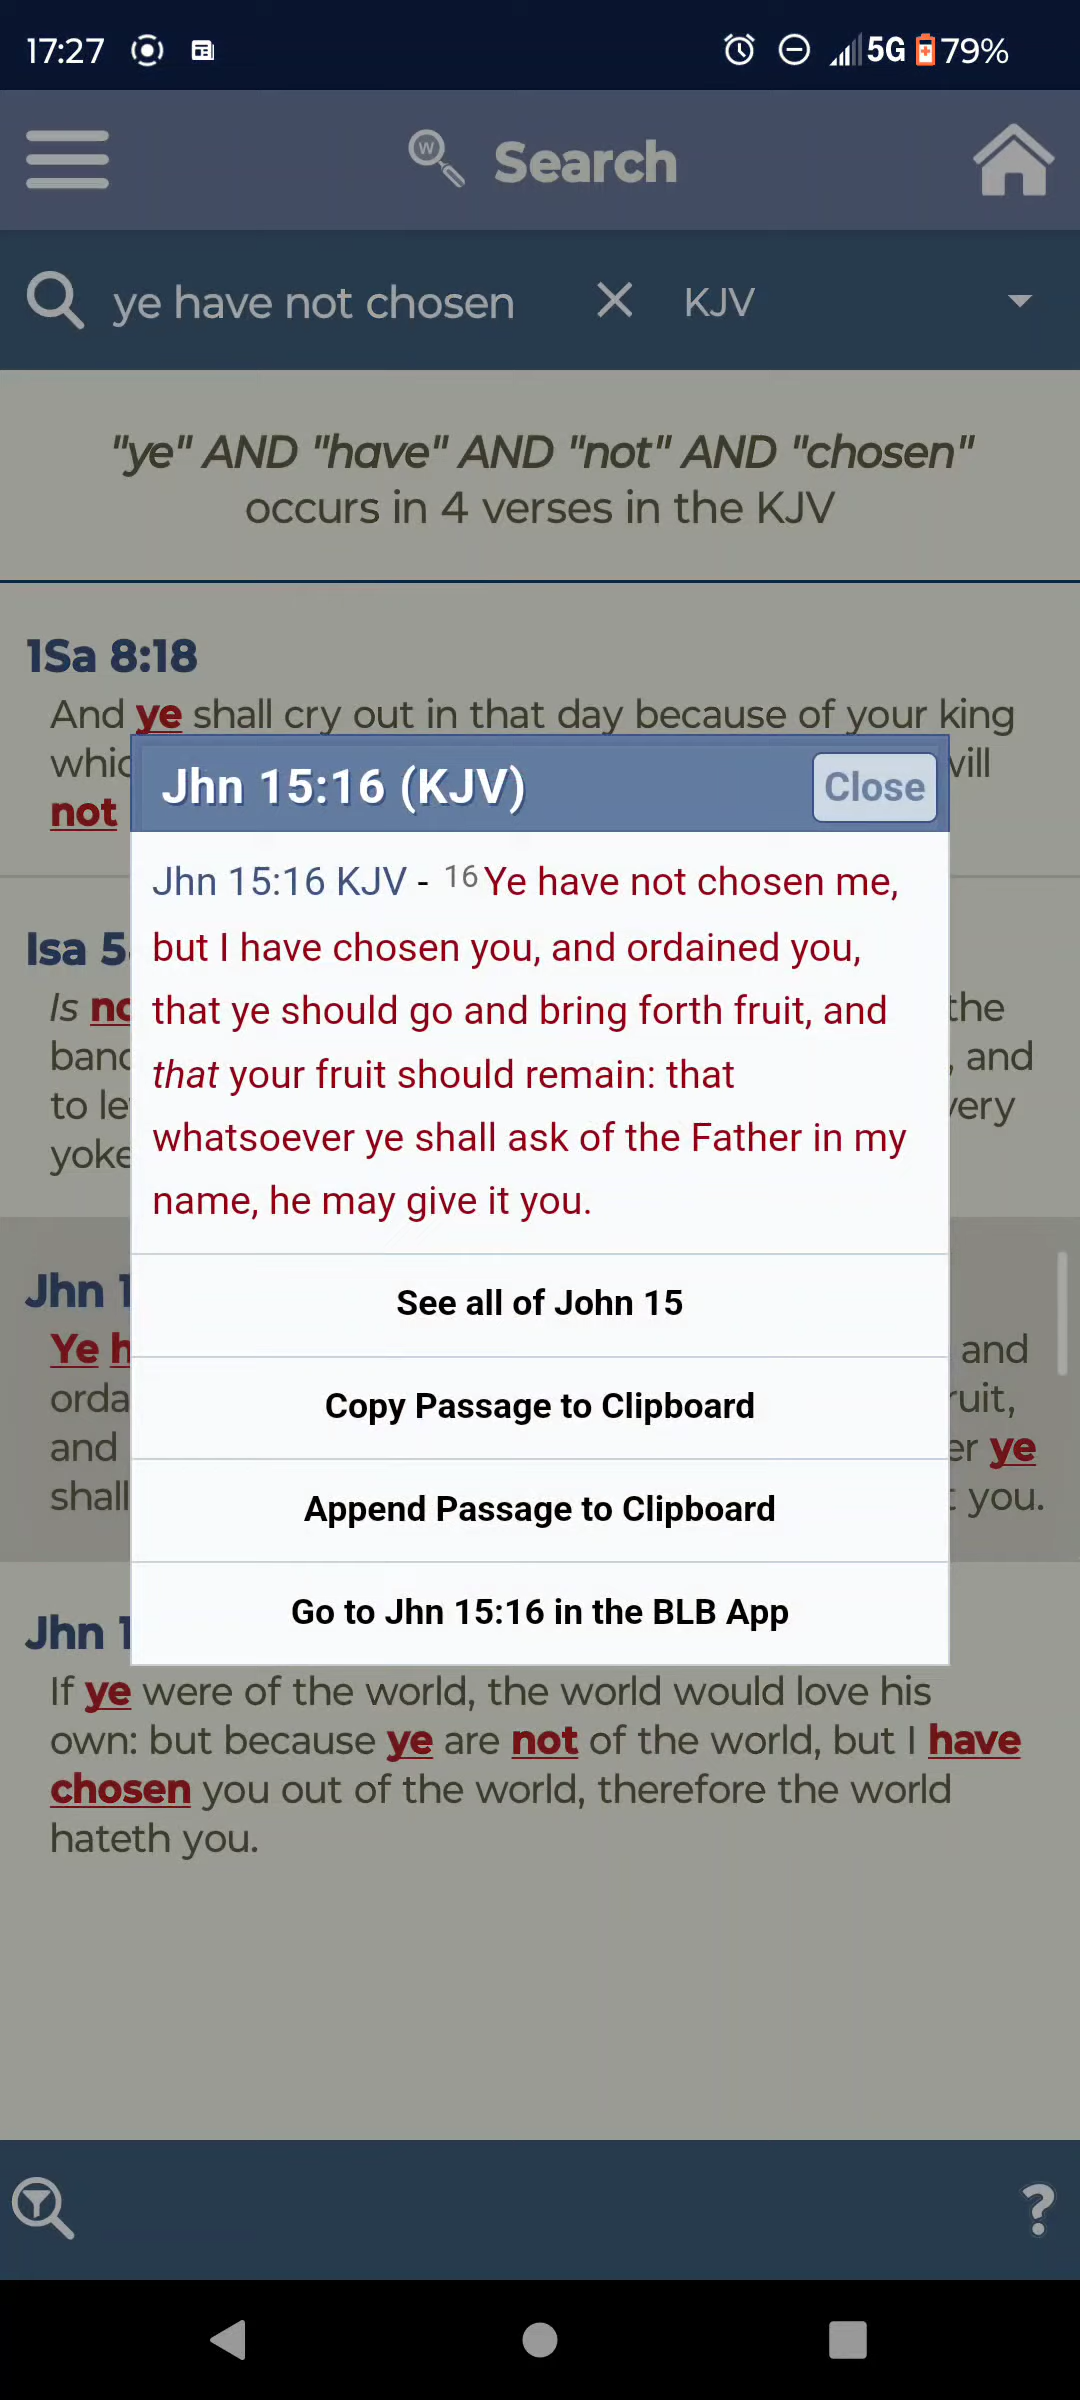 17:27 5G 79%
Search
ye have not chosen KJV
"ye" AND "have" AND "not" AND "chosen"
occurs in 4 verses in the KJV
1Sa 8:18
And ye shall cry out in that day because of your king
not
Jhn 15:16 (KJV) Close
Jhn 15:16 KJV - 16 Ye have not chosen me,
but I have chosen you, and ordained you,
that ye should go and bring forth fruit, and
that your fruit should remain: that
whatsoever ye shall ask of the Father in my
name, he may give it you.
See all of John 15
Copy Passage to Clipboard
Append Passage to Clipboard
Go to Jhn 15:16 in the BLB App
Isa
Is the
and
to
Jhn
Ye and
and ye
shall you.
Jhn
If ye were of the world, the world would love his
own: but because ye are not of the world, but I have
chosen you out of the world, therefore the world
hateth you.
?